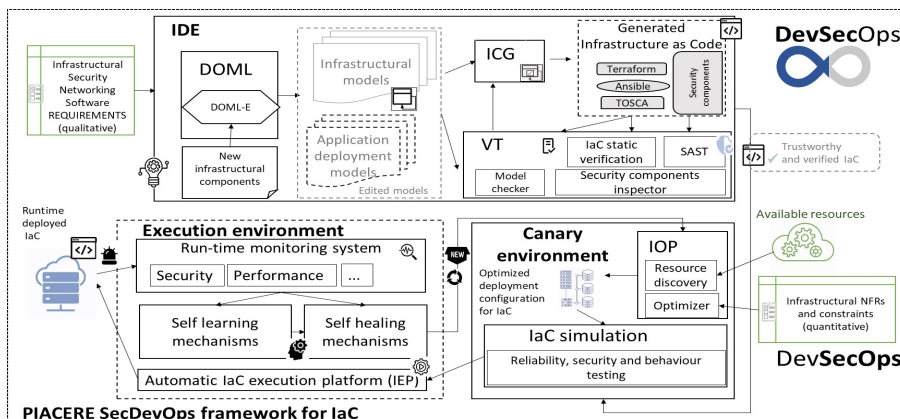 IDE
DevSecOps
Infrastructural
Security
Networking
Software
REQUIREMENTS
(qualitative)
DOML
DOML-E
New
infrastructural
components
Infrastructural
models
Application
deployment
models
Edited models
ICG
Generated
Infrastructure as Code
Terraform
Ansible
TOSCA
Security
components
VT
IaC static
verification
SAST
Model
checker
Security components
inspector
Trustworthy
and verified IaC
Runtime
deployed
IaC
Execution environment
Run-time monitoring system
Security
Performance
...
Self learning
mechanisms
Self healing
mechanisms
Automatic IaC execution platform (IEP)
NEW
Canary
environment
Optimized
deployment
configuration
for IaC
IOP
Resource
discovery
Optimizer
IaC simulation
Reliability, security and behaviour
testing
Available resources
Infrastructural NFRs
and constraints
(quantitative)
DevSecOps
PIACERE SecDevOps framework for IaC